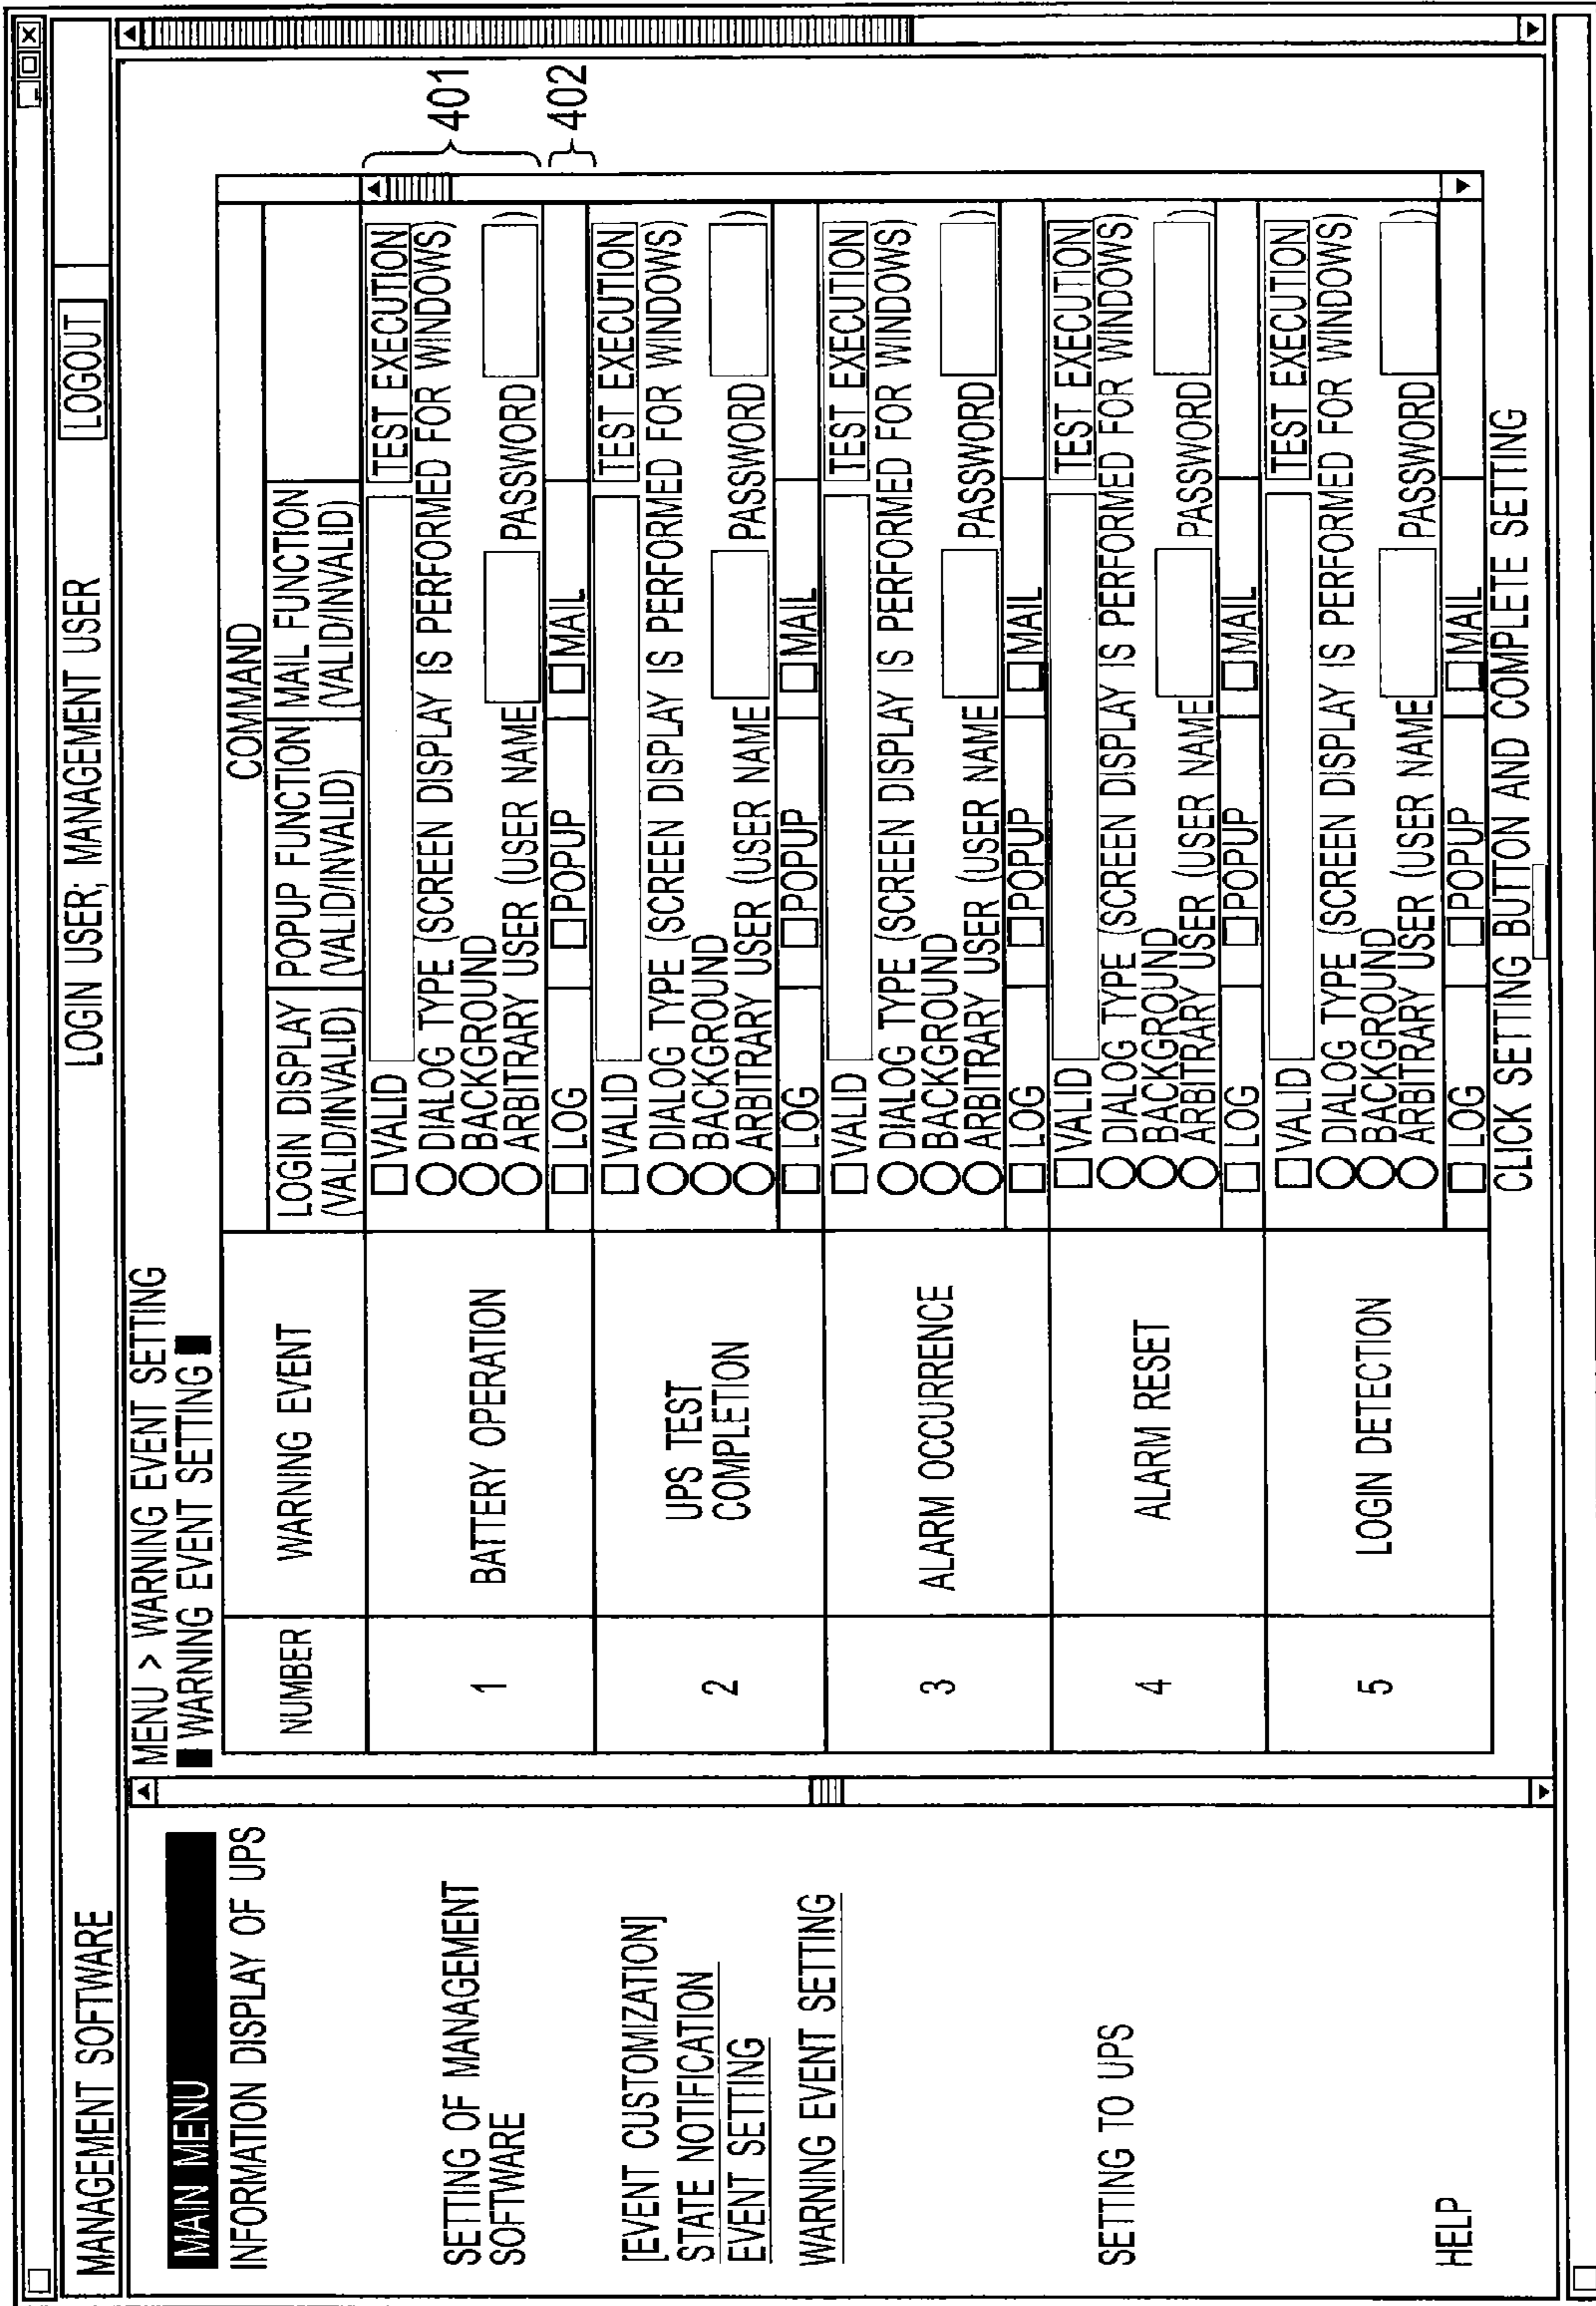 MANAGEMENT SOFTWARE
LOGIN USER; MANAGEMENT USER
LOGOUT
MAIN MENU
INFORMATION DISPLAY OF UPS
SETTING OF MANAGEMENT
SOFTWARE
[EVENT CUSTOMIZATION]
STATE NOTIFICATION
EVENT SETTING
WARNING EVENT SETTING
SETTING TO UPS
HELP
MENU > WARNING EVENT SETTING
WARNING EVENT SETTING
NUMBER
WARNING EVENT
COMMAND
LOGIN DISPLAY
(VALID/INVALID)
POPUP FUNCTION
(VALID/INVALID)
MAIL FUNCTION
(VALID/INVALID)
1
BATTERY OPERATION
VALID TEST EXECUTION
DIALOG TYPE (SCREEN DISPLAY IS PERFORMED FOR WINDOWS)
BACKGROUND
ARBITRARY USER (USER NAME PASSWORD )
LOG POPUP MAIL
401
402
2
UPS TEST
COMPLETION
VALID TEST EXECUTION
DIALOG TYPE (SCREEN DISPLAY IS PERFORMED FOR WINDOWS)
BACKGROUND
ARBITRARY USER (USER NAME PASSWORD )
LOG POPUP MAIL
3
ALARM OCCURRENCE
VALID TEST EXECUTION
DIALOG TYPE (SCREEN DISPLAY IS PERFORMED FOR WINDOWS)
BACKGROUND
ARBITRARY USER (USER NAME PASSWORD )
LOG POPUP MAIL
4
ALARM RESET
VALID TEST EXECUTION
DIALOG TYPE (SCREEN DISPLAY IS PERFORMED FOR WINDOWS)
BACKGROUND
ARBITRARY USER (USER NAME PASSWORD )
LOG POPUP MAIL
5
LOGIN DETECTION
VALID TEST EXECUTION
DIALOG TYPE (SCREEN DISPLAY IS PERFORMED FOR WINDOWS)
BACKGROUND
ARBITRARY USER (USER NAME PASSWORD )
LOG POPUP MAIL
CLICK SETTING BUTTON AND COMPLETE SETTING